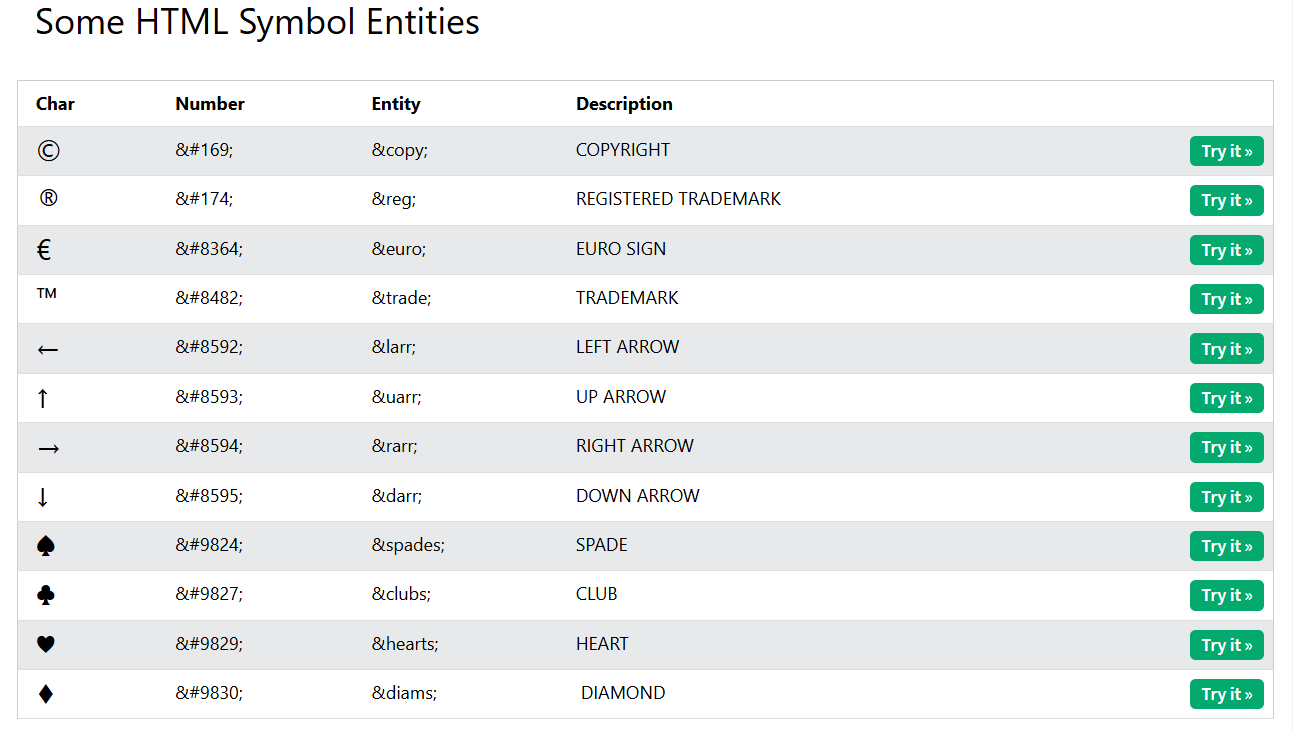 Some HTML Symbol Entities
Char Number Entity Description
© &#169; &copy; COPYRIGHT Try it »
® &#174; &reg; REGISTERED TRADEMARK Try it »
€ &#8364; &euro; EURO SIGN Try it »
™ &#8482; &trade; TRADEMARK Try it »
← &#8592; &larr; LEFT ARROW Try it »
↑ &#8593; &uarr; UP ARROW Try it »
→ &#8594; &rarr; RIGHT ARROW Try it »
↓ &#8595; &darr; DOWN ARROW Try it »
♠ &#9824; &spades; SPADE Try it »
♣ &#9827; &clubs; CLUB Try it »
♥ &#9829; &hearts; HEART Try it »
♦ &#9830; &diams; DIAMOND Try it »